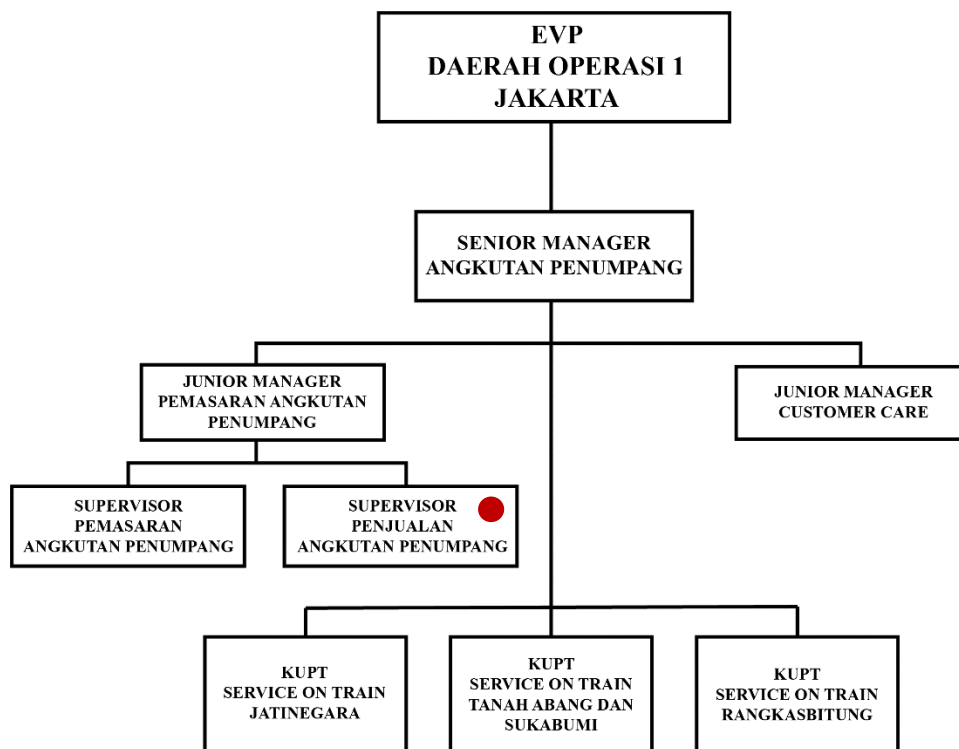 EVP
DAERAH OPERASI 1
JAKARTA
SENIOR MANAGER
ANGKUTAN PENUMPANG
JUNIOR MANAGER
PEMASARAN ANGKUTAN
PENUMPANG
JUNIOR MANAGER
CUSTOMER CARE
SUPERVISOR
PEMASARAN
ANGKUTAN PENUMPANG
SUPERVISOR
PENJUALAN
ANGKUTAN PENUMPANG
KUPT
SERVICE ON TRAIN
JATINEGARA
KUPT
SERVICE ON TRAIN
TANAH ABANG DAN
SUKABUMI
KUPT
SERVICE ON TRAIN
RANGKASBITUNG